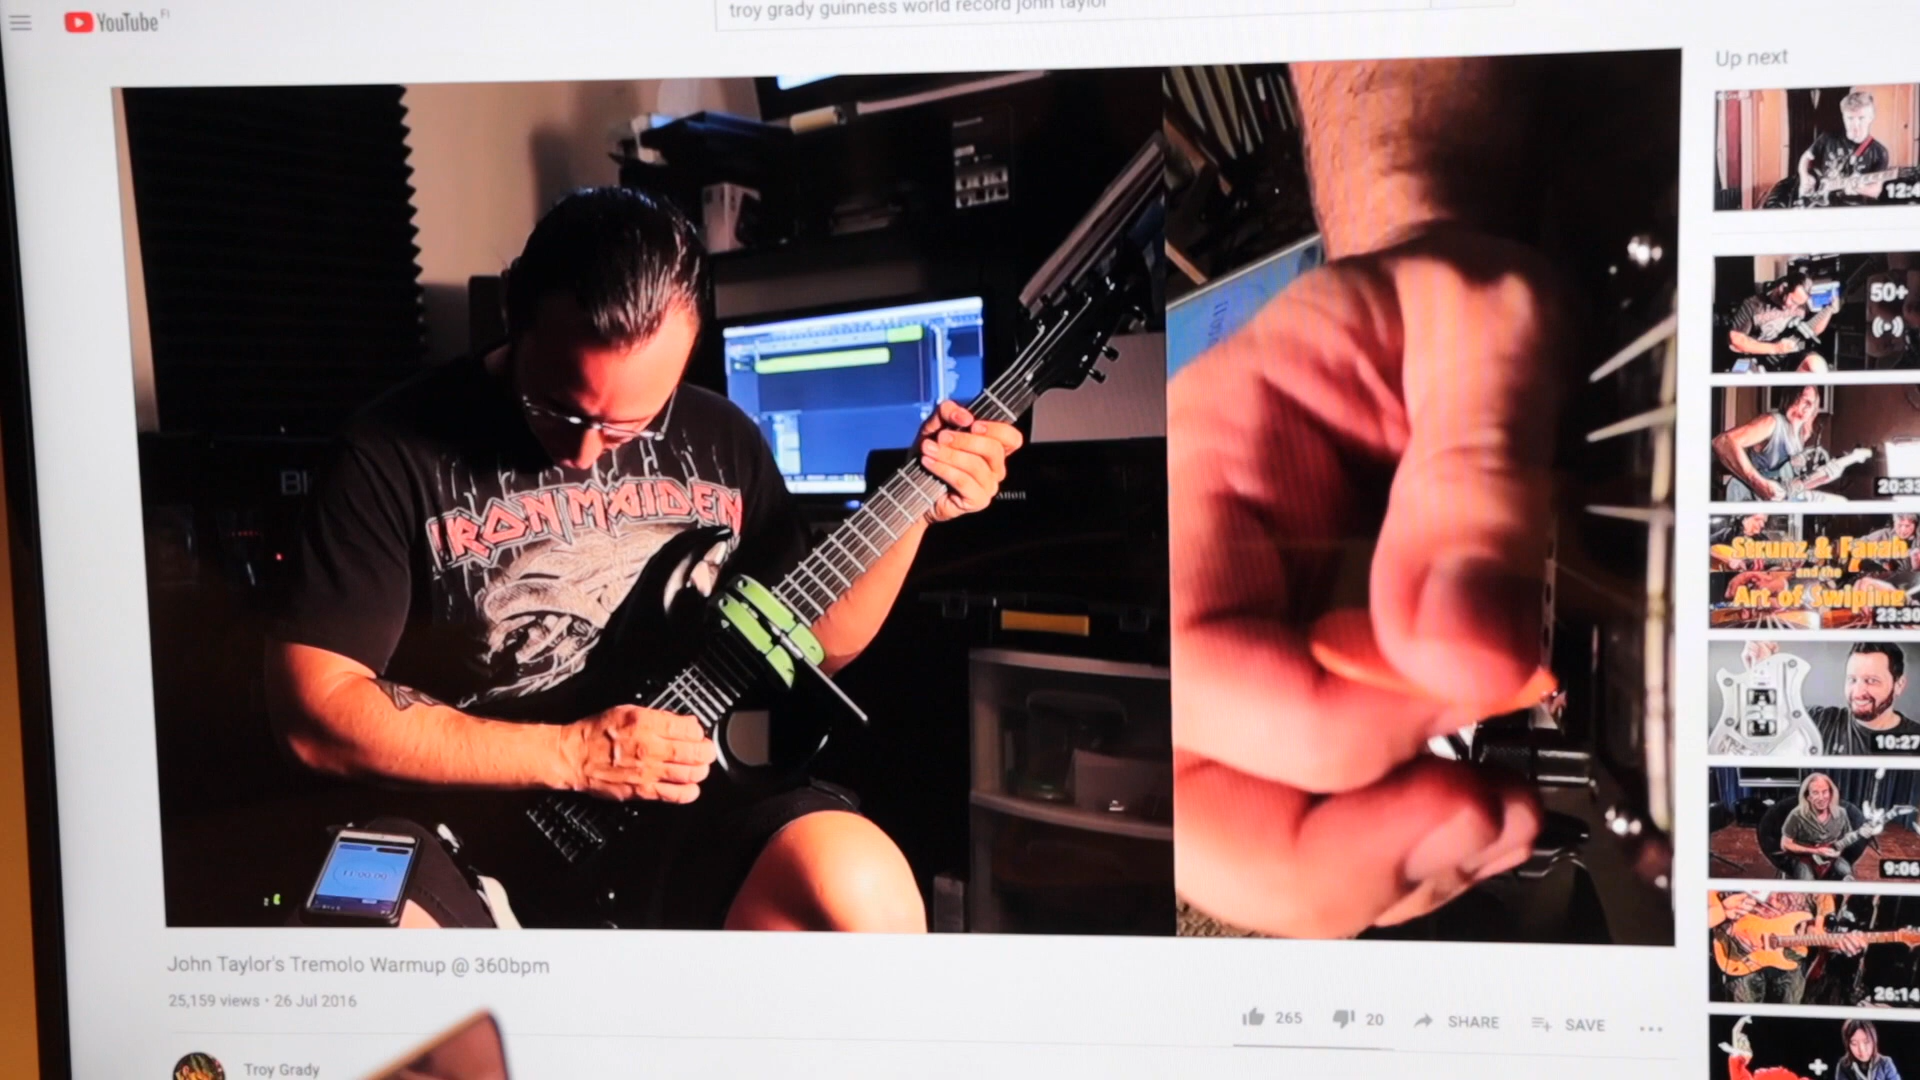 YouTube FI
troy grady guinness world record john taylor
Up next
12:4
50+
IRON MAIDEN
20:33
Strunz & Farah
and the
Art of Swiping
23:30
10:27
9:06
26:14
John Taylor's Tremolo Warmup @ 360bpm
25,159 views • 26 Jul 2016
265
20
SHARE
SAVE
Troy Grady